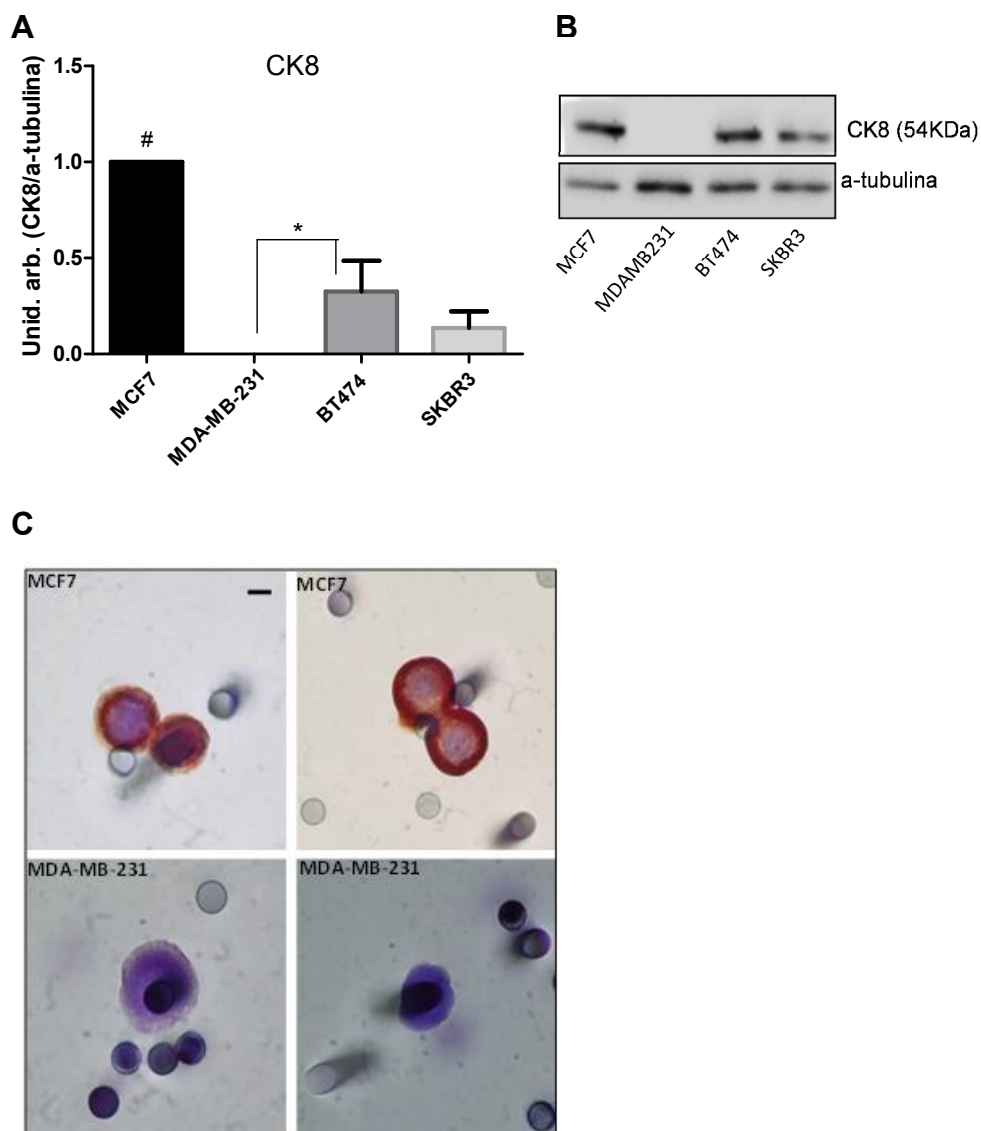 A
CK8
Unid. arb. (CK8/a-tubulina)
1.5
1.0
0.5
0.0
#
*
MCF7
MDA-MB-231
BT474
SKBR3
B
CK8 (54KDa)
a-tubulina
MCF7
MDAMB231
BT474
SKBR3
C
MCF7
MCF7
MDA-MB-231
MDA-MB-231